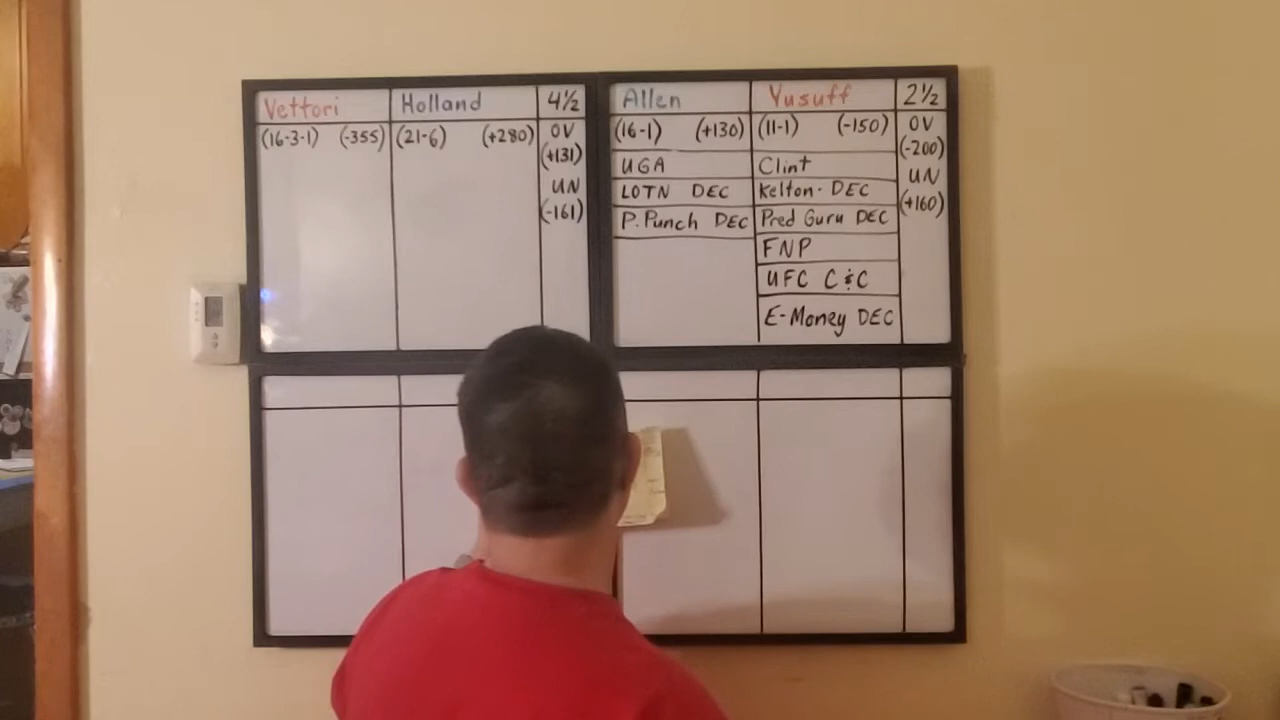 Vettori Holland 4½
(16-3-1) (-355) (21-6) (+280) OV
(+131)
UN
(-161)
Allen Yusuff 2½
(16-1) (+130) (11-1) (-150) OV
(-200)
UN
(+160)
UGA Clint
LOTN DEC Kelton- DEC
P. Punch DEC Pred Guru DEC
FNP
UFC C & C
E-Money DEC